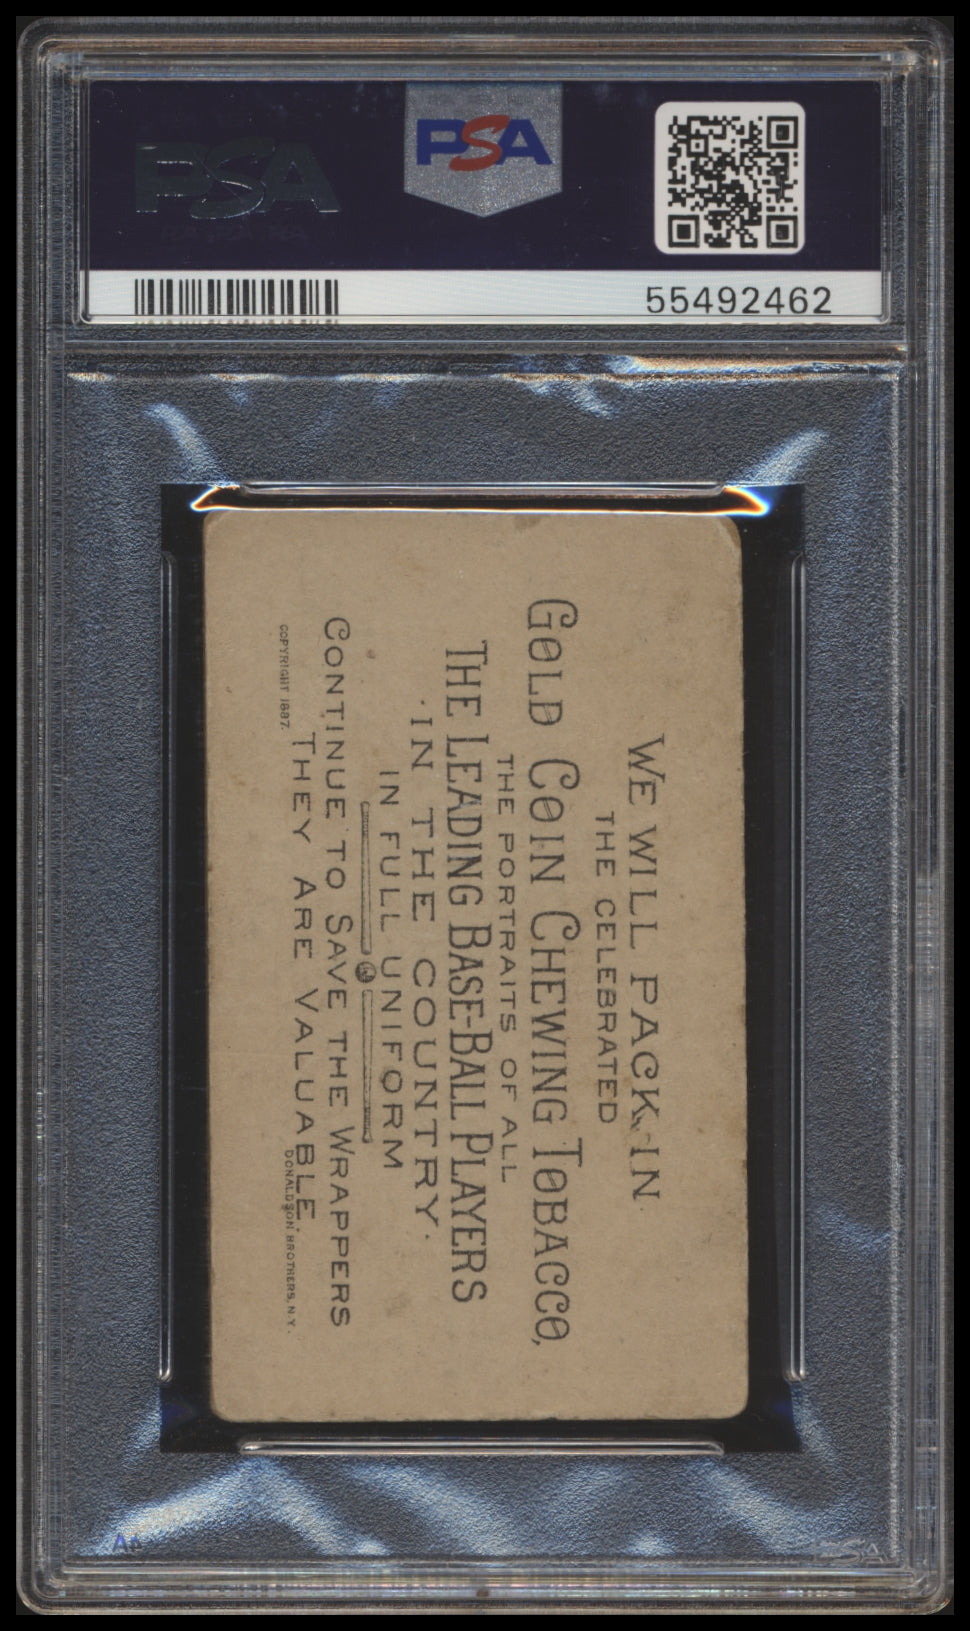 PSA
PSA
55492462
WE WILL PACK IN
THE CELEBRATED
GOLD COIN CHEWING TOBACCO,
THE PORTRAITS OF ALL
THE LEADING BASE-BALL PLAYERS
·IN THE COUNTRY·
IN FULL UNIFORM
CONTINUE TO SAVE THE WRAPPERS
THEY ARE VALUABLE.
COPYRIGHT 1887.
DONALDSON BROTHERS, N.Y.
PSA